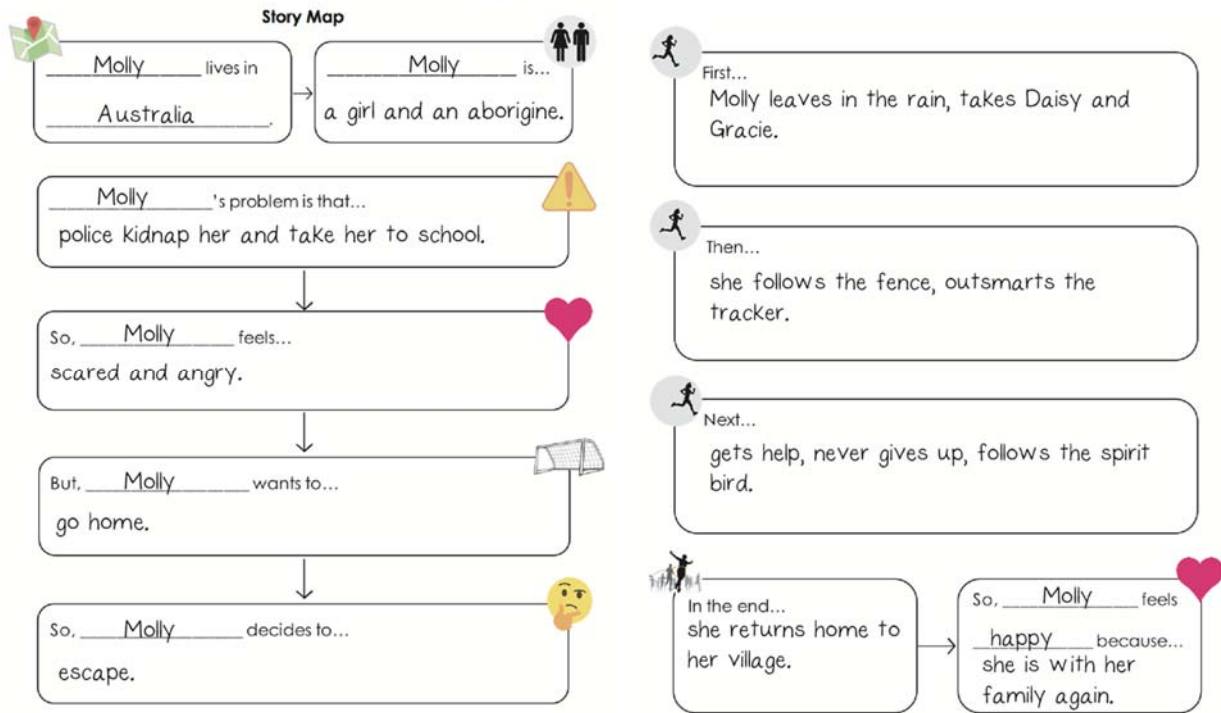 Story Map
Molly lives in
Australia.
Molly is...
a girl and an aborigine.
Molly's problem is that...
police kidnap her and take her to school.
So, Molly feels...
scared and angry.
But, Molly wants to...
go home.
So, Molly decides to...
escape.
First...
Molly leaves in the rain, takes Daisy and
Gracie.
Then...
she follows the fence, outsmarts the
tracker.
Next...
gets help, never gives up, follows the spirit
bird.
In the end...
she returns home to
her village.
So, Molly feels
happy because...
she is with her
family again.